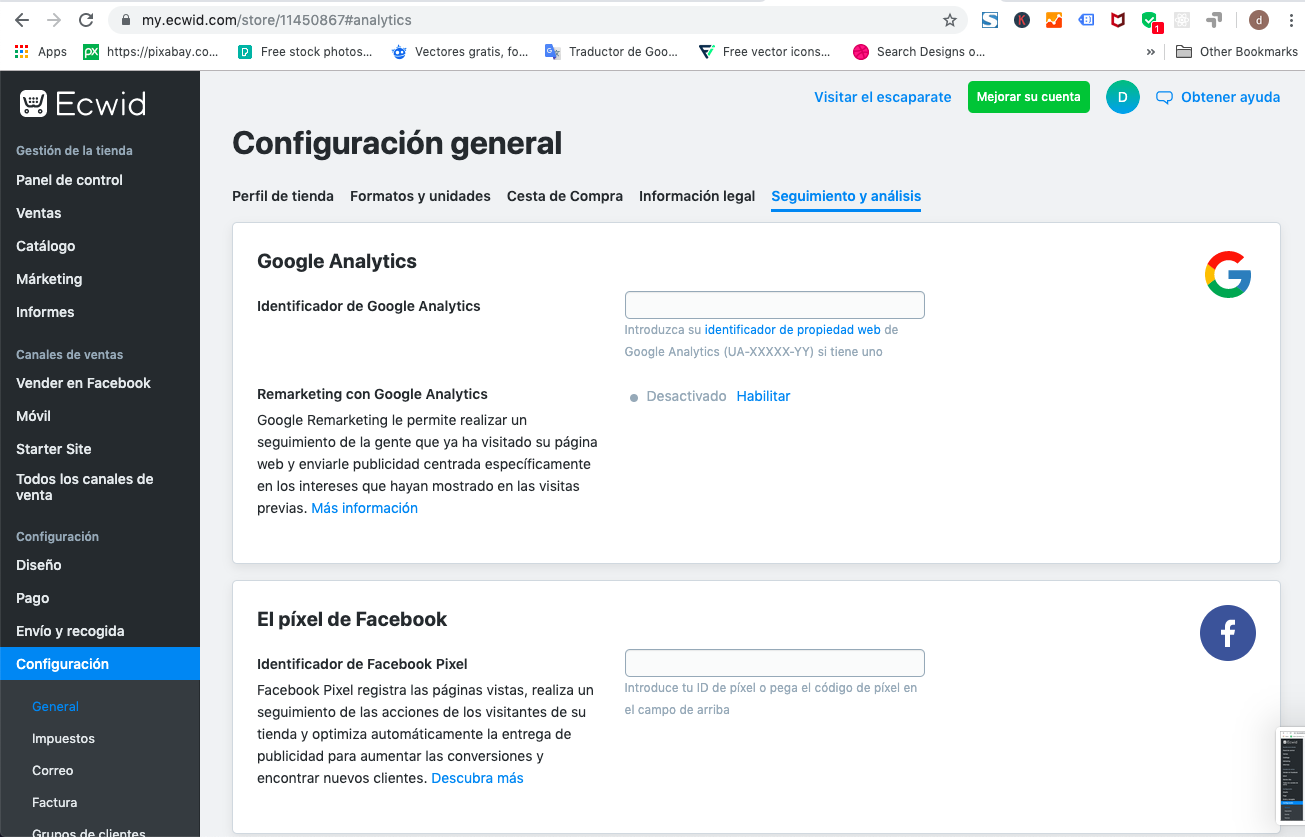 my.ecwid.com/store/11450867#analytics
1
d
Apps
https://pixabay.co...
Free stock photos...
Vectores gratis, fo...
Traductor de Goo...
Free vector icons...
Search Designs o...
»
Other Bookmarks
Ecwid
Visitar el escaparate
Mejorar su cuenta
D
Obtener ayuda
Gestión de la tienda
Panel de control
Ventas
Catálogo
Márketing
Informes
Canales de ventas
Vender en Facebook
Móvil
Starter Site
Todos los canales de
venta
Configuración
Diseño
Pago
Envío y recogida
Configuración
General
Impuestos
Correo
Factura
Grupos de clientes
Configuración general
Perfil de tienda
Formatos y unidades
Cesta de Compra
Información legal
Seguimiento y análisis
Google Analytics
Identificador de Google Analytics
Introduzca su identificador de propiedad web de
Google Analytics (UA-XXXXX-YY) si tiene uno
Remarketing con Google Analytics
Desactivado Habilitar
Google Remarketing le permite realizar un
seguimiento de la gente que ya ha visitado su página
web y enviarle publicidad centrada específicamente
en los intereses que hayan mostrado en las visitas
previas. Más información
El píxel de Facebook
Identificador de Facebook Pixel
Introduce tu ID de píxel o pega el código de píxel en
el campo de arriba
Facebook Pixel registra las páginas vistas, realiza un
seguimiento de las acciones de los visitantes de su
tienda y optimiza automáticamente la entrega de
publicidad para aumentar las conversiones y
encontrar nuevos clientes. Descubra más